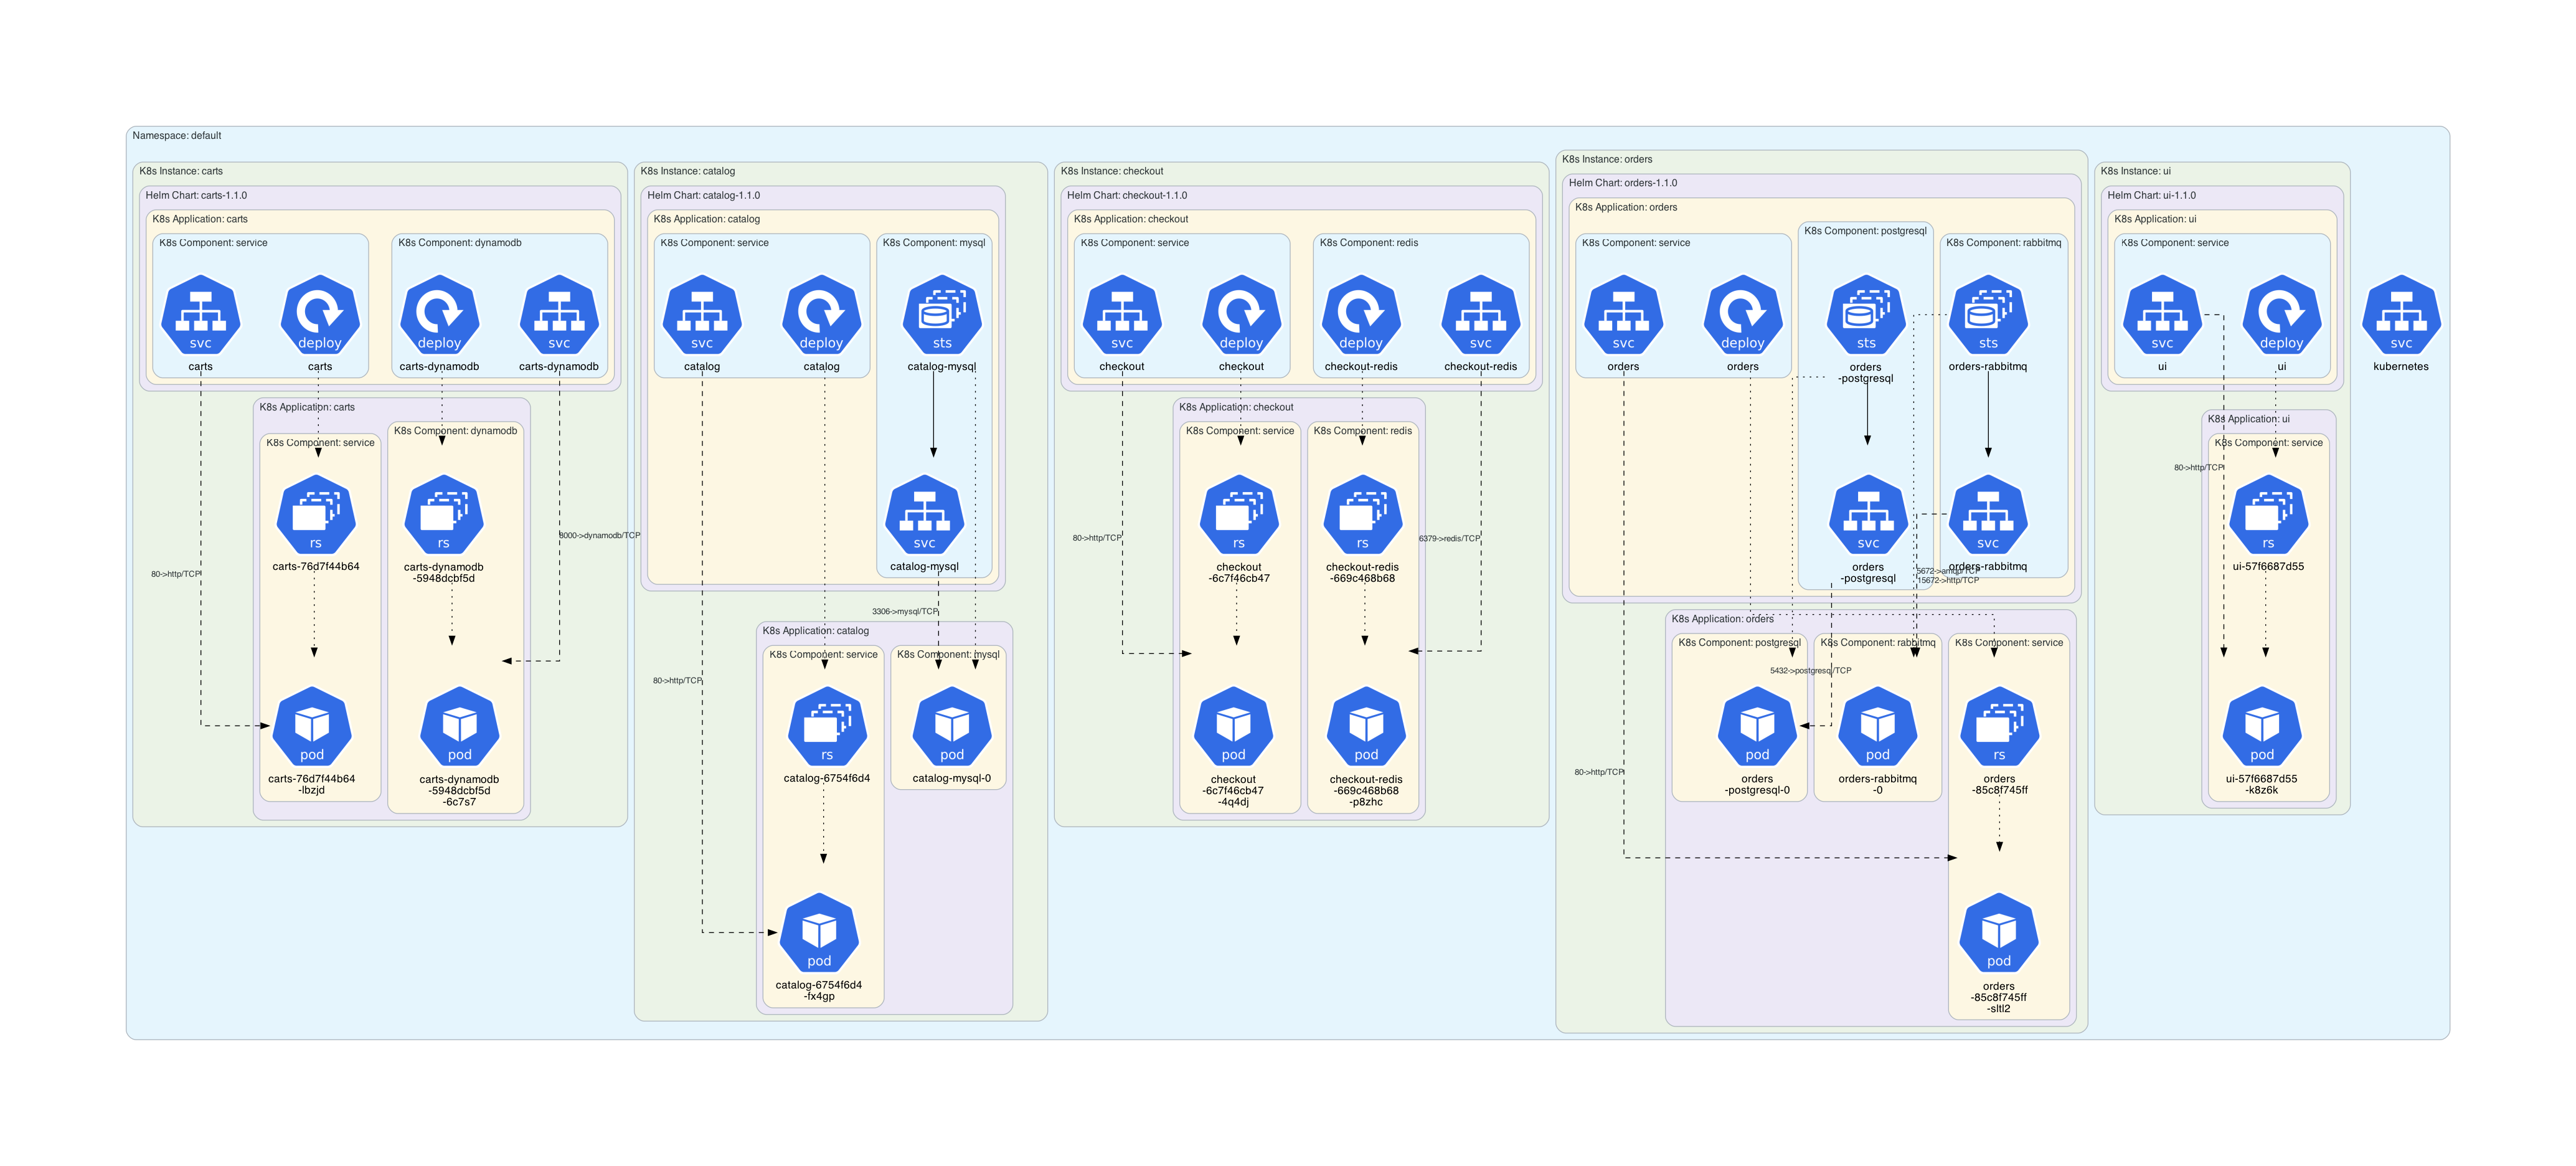 Namespace: default
K8s Instance: carts
Helm Chart: carts-1.1.0
K8s Application: carts
K8s Component: service
svc
carts
deploy
carts
K8s Component: dynamodb
deploy
carts-dynamodb
svc
carts-dynamodb
K8s Application: carts
K8s Component: service
rs
carts-76d7f44b64
pod
carts-76d7f44b64
-lbzjd
K8s Component: dynamodb
rs
carts-dynamodb
-5948dcbf5d
pod
carts-dynamodb
-5948dcbf5d
-6c7s7
80->http/TCP
8000->dynamodb/TCP
K8s Instance: catalog
Helm Chart: catalog-1.1.0
K8s Application: catalog
K8s Component: service
svc
catalog
deploy
catalog
K8s Component: mysql
sts
catalog-mysql
svc
catalog-mysql
3306->mysql/TCP
80->http/TCP
K8s Application: catalog
K8s Component: service
rs
catalog-6754f6d4
pod
catalog-6754f6d4
-fx4gp
K8s Component: mysql
pod
catalog-mysql-0
K8s Instance: checkout
Helm Chart: checkout-1.1.0
K8s Application: checkout
K8s Component: service
svc
checkout
deploy
checkout
K8s Component: redis
deploy
checkout-redis
svc
checkout-redis
80->http/TCP
6379->redis/TCP
K8s Application: checkout
K8s Component: service
rs
checkout
-6c7f46cb47
pod
checkout
-6c7f46cb47
-4q4dj
K8s Component: redis
rs
checkout-redis
-669c468b68
pod
checkout-redis
-669c468b68
-p8zhc
K8s Instance: orders
Helm Chart: orders-1.1.0
K8s Application: orders
K8s Component: service
svc
orders
deploy
orders
K8s Component: postgresql
sts
orders
-postgresql
svc
orders
-postgresql
K8s Component: rabbitmq
sts
orders-rabbitmq
svc
orders-rabbitmq
5672->amqp/TCP
15672->http/TCP
5432->postgresql/TCP
80->http/TCP
K8s Application: orders
K8s Component: postgresql
pod
orders
-postgresql-0
K8s Component: rabbitmq
pod
orders-rabbitmq
-0
K8s Component: service
rs
orders
-85c8f745ff
pod
orders
-85c8f745ff
-sltl2
K8s Instance: ui
Helm Chart: ui-1.1.0
K8s Application: ui
K8s Component: service
svc
ui
deploy
ui
80->http/TCP
K8s Application: ui
K8s Component: service
rs
ui-57f6687d55
pod
ui-57f6687d55
-k8z6k
svc
kubernetes